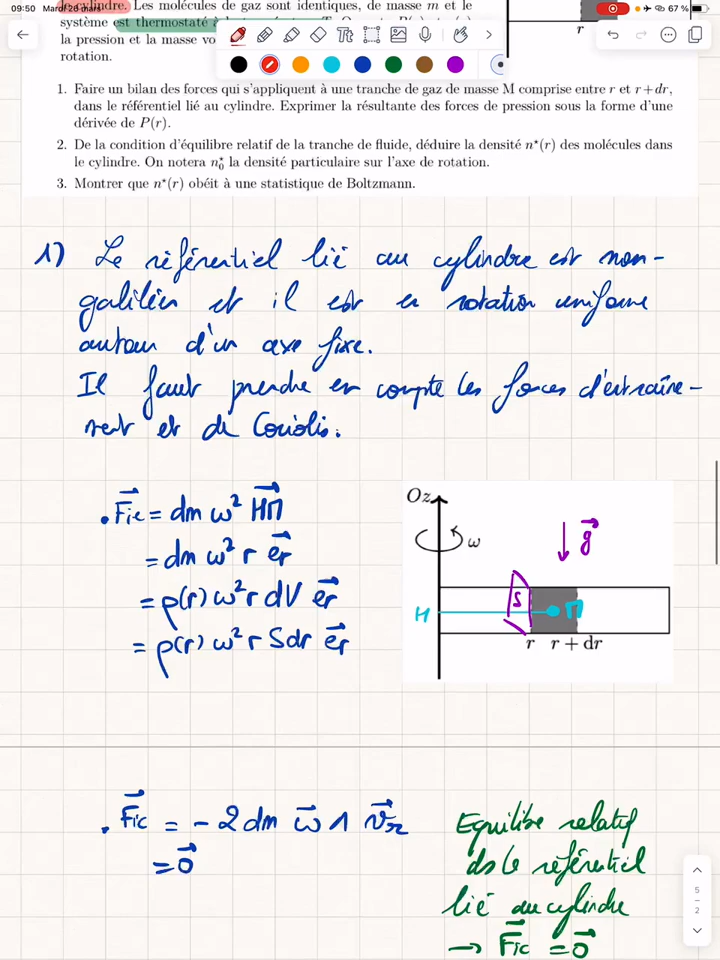 09:50 Mardi 26 mars
67 %
de cylindre. Les molécules de gaz sont identiques, de masse m et le
système est thermostaté à
la pression et la masse vo
rotation.
r
1. Faire un bilan des forces qui s'appliquent à une tranche de gaz de masse M comprise entre r et r+dr,
dans le référentiel lié au cylindre. Exprimer la résultante des forces de pression sous la forme d'une
dérivée de P(r).
2. De la condition d'équilibre relatif de la tranche de fluide, déduire la densité n*(r) des molécules dans
le cylindre. On notera n₀* la densité particulaire sur l'axe de rotation.
3. Montrer que n*(r) obéit à une statistique de Boltzmann.
1) Le référentiel lié au cylindre est non-
galiléen et il est en rotation uniforme
autour d'un axe fixe.
Il faut prendre en compte les forces d'entraîne-
ment et de Coriolis.
. F⃗ie = dm ω² HM⃗
= dm ω² r e⃗r
= ρ(r) ω² r dV e⃗r
= ρ(r) ω² r S dr e⃗r
Oz
ω
g⃗
S
H
M
r r + dr
. F⃗ic = - 2 dm ω⃗ ∧ v⃗r
= 0⃗
Equilibre relatif
ds le référentiel
lié au cylindre
→ F⃗ic = 0⃗
5
2